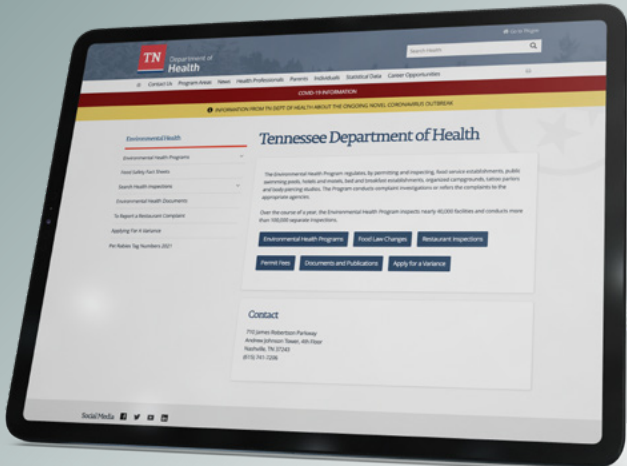 Go to TN.gov
TN
Department of
Health
Search Health
Contact Us Program Areas News Health Professionals Parents Individuals Statistical Data Career Opportunities
COVID-19 INFORMATION
INFORMATION FROM TN DEPT OF HEALTH ABOUT THE ONGOING NOVEL CORONAVIRUS OUTBREAK
Environmental Health
Environmental Health Programs
Food Safety Fact Sheets
Search Health Inspections
Environmental Health Documents
To Report a Restaurant Complaint
Applying For A Variance
Pet Rabies Tag Numbers 2021
Tennessee Department of Health
The Environmental Health Program regulates, by permitting and inspecting, food service establishments, public
swimming pools, hotels and motels, bed and breakfast establishments, organized campgrounds, tattoo parlors
and body piercing studios. The Program conducts complaint investigations or refers the complaints to the
appropriate agencies.
Over the course of a year, the Environmental Health Program inspects nearly 40,000 facilities and conducts more
than 100,000 separate inspections.
Environmental Health Programs Food Law Changes Restaurant Inspections
Permit Fees Documents and Publications Apply for a Variance
Contact
710 James Robertson Parkway
Andrew Johnson Tower, 4th Floor
Nashville, TN 37243
(615) 741-7206
Social Media